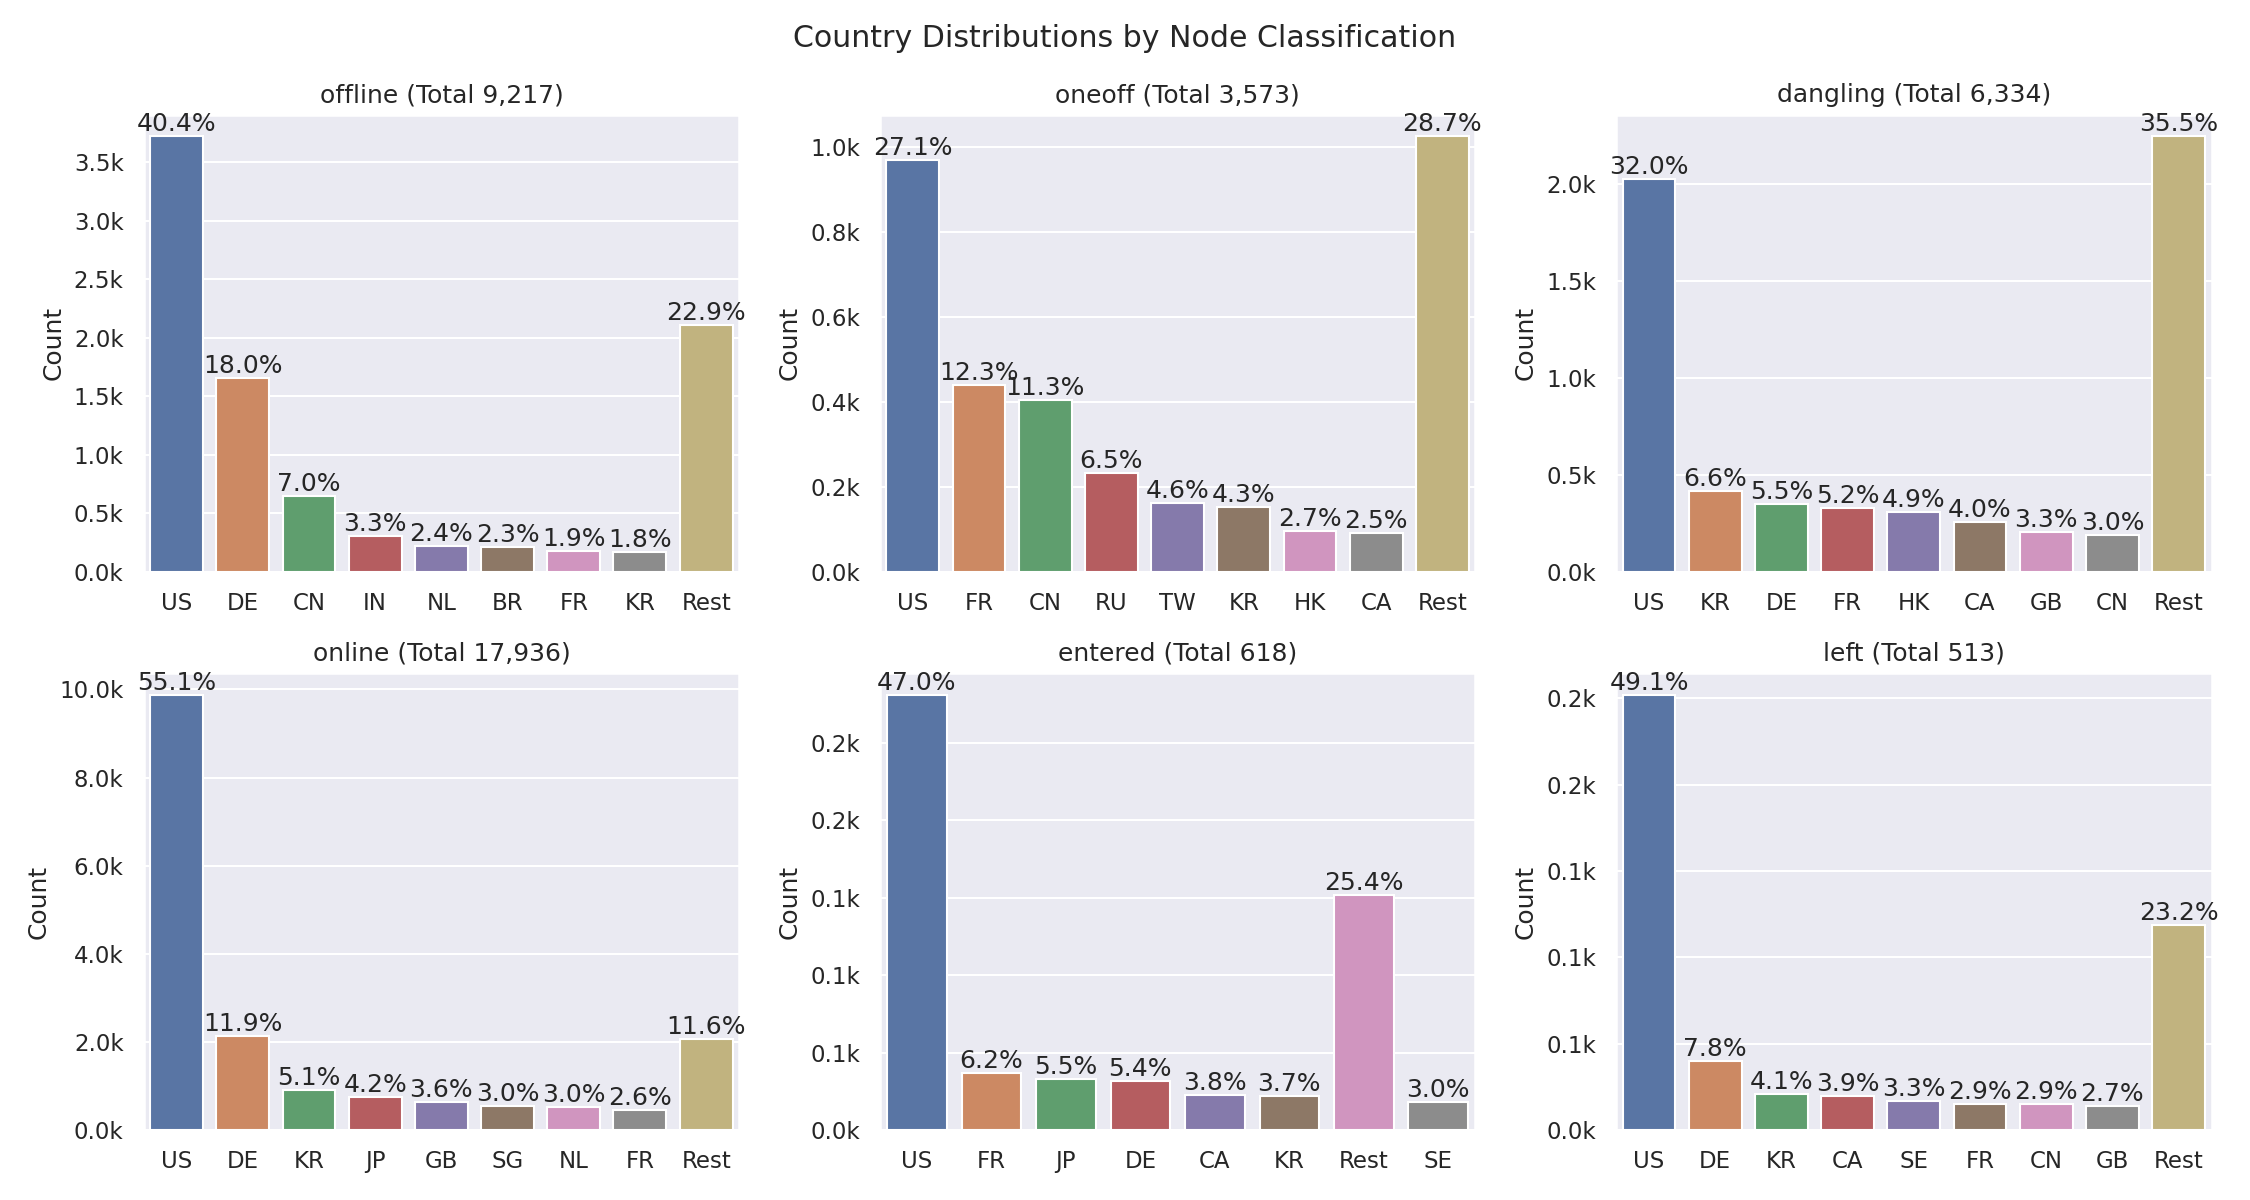 Country Distributions by Node Classification
offline (Total 9,217)
Count
3.5k
3.0k
2.5k
2.0k
1.5k
1.0k
0.5k
0.0k
40.4%
18.0%
7.0%
3.3%
2.4%
2.3%
1.9%
1.8%
22.9%
US DE CN IN NL BR FR KR Rest
oneoff (Total 3,573)
Count
1.0k
0.8k
0.6k
0.4k
0.2k
0.0k
27.1%
12.3%
11.3%
6.5%
4.6%
4.3%
2.7%
2.5%
28.7%
US FR CN RU TW KR HK CA Rest
dangling (Total 6,334)
Count
2.0k
1.5k
1.0k
0.5k
0.0k
32.0%
6.6%
5.5%
5.2%
4.9%
4.0%
3.3%
3.0%
35.5%
US KR DE FR HK CA GB CN Rest
online (Total 17,936)
Count
10.0k
8.0k
6.0k
4.0k
2.0k
0.0k
55.1%
11.9%
5.1%
4.2%
3.6%
3.0%
3.0%
2.6%
11.6%
US DE KR JP GB SG NL FR Rest
entered (Total 618)
Count
0.2k
0.2k
0.1k
0.1k
0.1k
0.0k
47.0%
6.2%
5.5%
5.4%
3.8%
3.7%
25.4%
3.0%
US FR JP DE CA KR Rest SE
left (Total 513)
Count
0.2k
0.2k
0.1k
0.1k
0.1k
0.0k
49.1%
7.8%
4.1%
3.9%
3.3%
2.9%
2.9%
2.7%
23.2%
US DE KR CA SE FR CN GB Rest